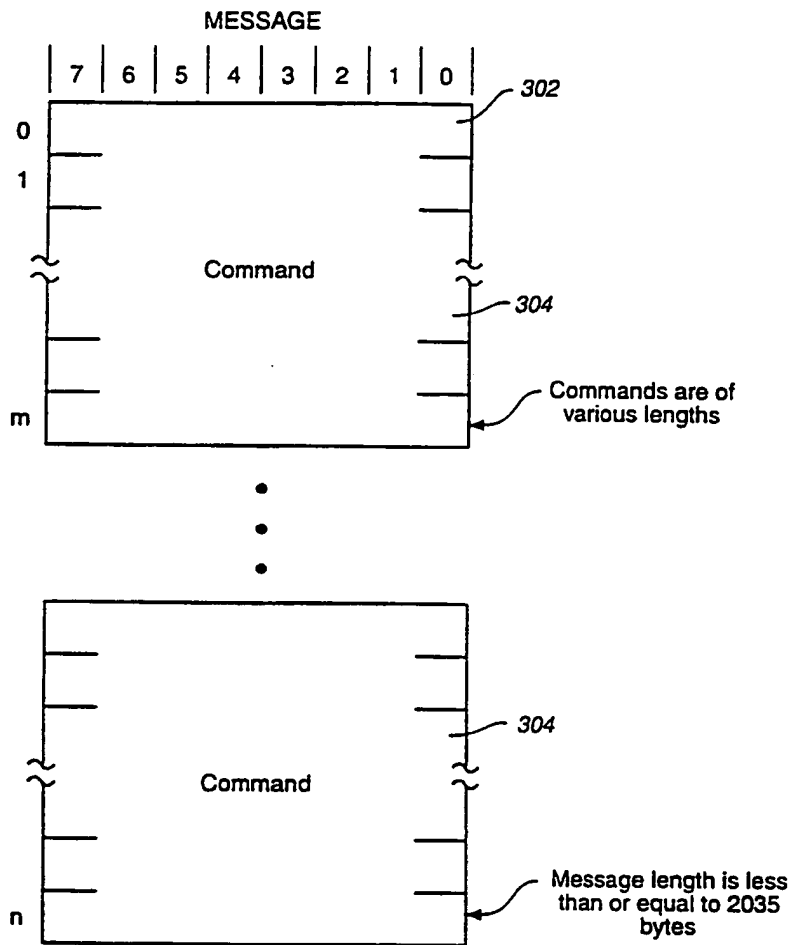 MESSAGE
7 6 5 4 3 2 1 0
302
0
1
Command
304
m
Commands are of
various lengths
304
Command
n
Message length is less
than or equal to 2035
bytes